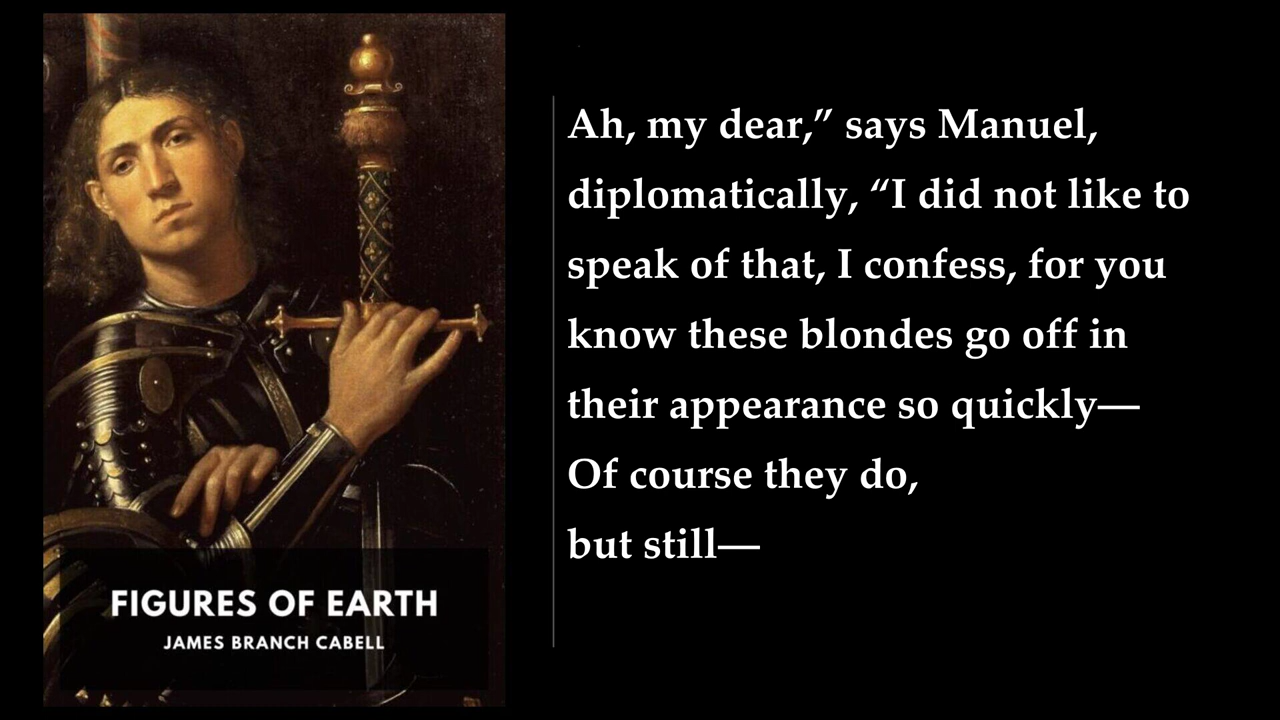 FIGURES OF EARTH
JAMES BRANCH CABELL
Ah, my dear,” says Manuel,
diplomatically, “I did not like to
speak of that, I confess, for you
know these blondes go off in
their appearance so quickly—
Of course they do,
but still—